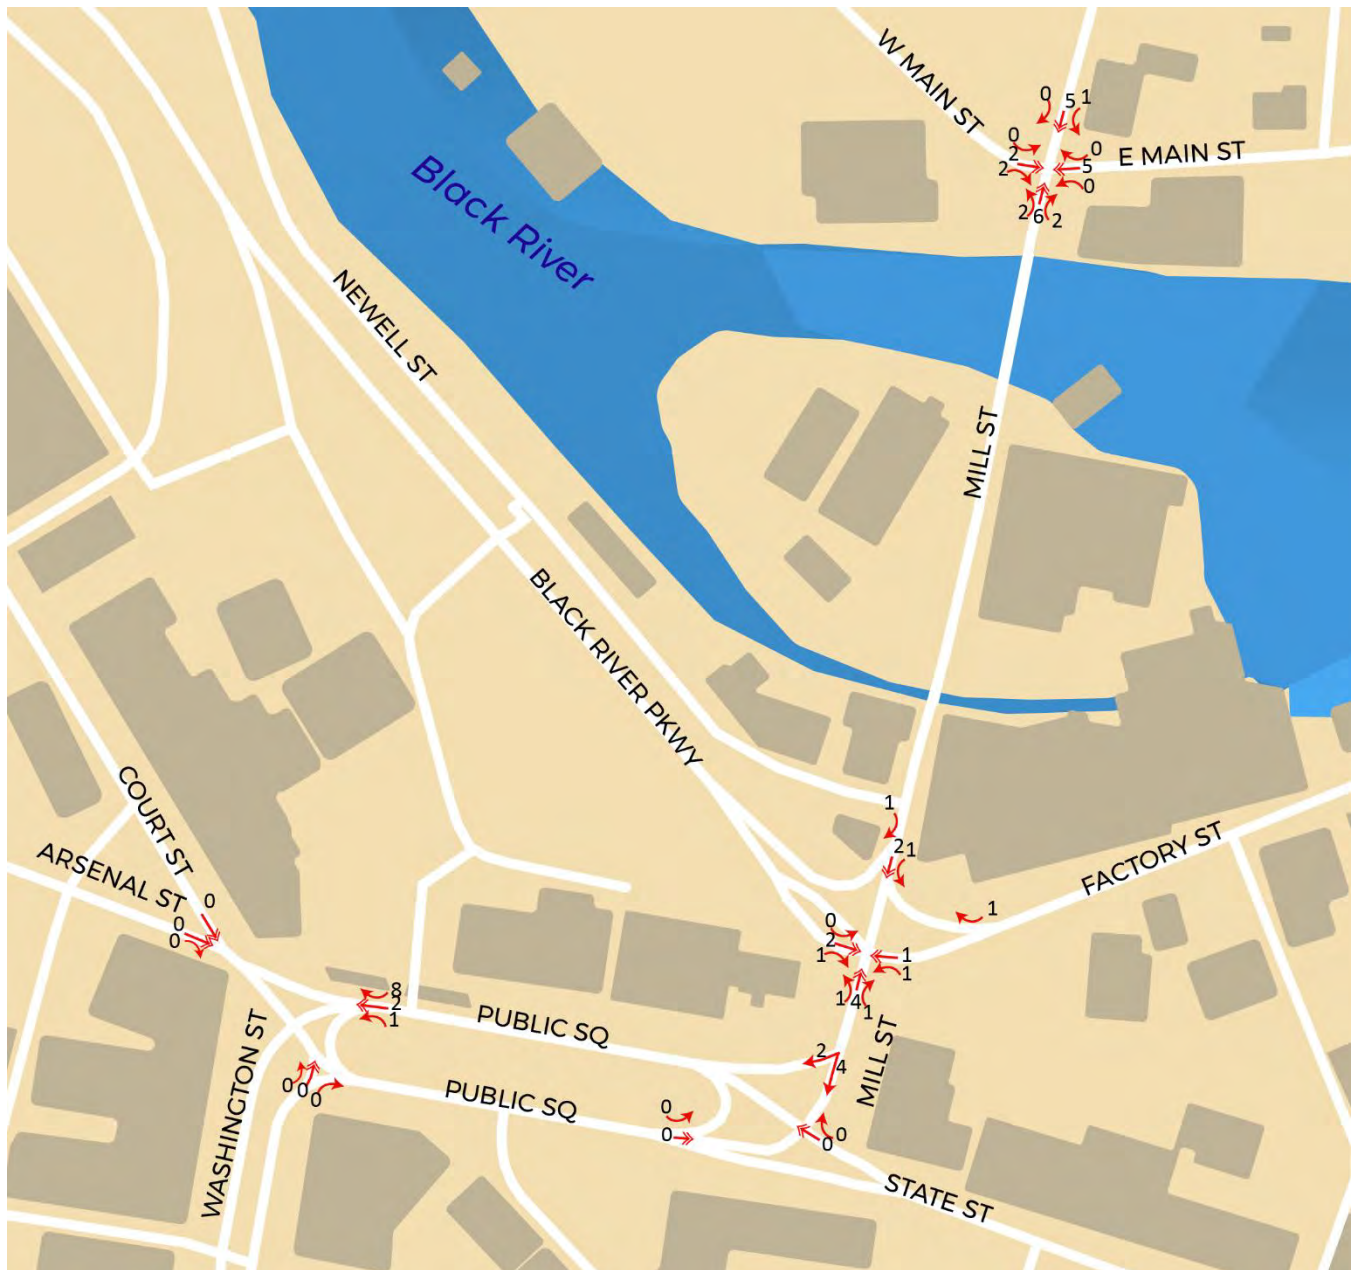 W MAIN ST
0
5 1
0
2
2
0
5
0
E MAIN ST
2 6 2
Black River
NEWELL ST
MILL ST
BLACK RIVER PKWY
1
2 1
FACTORY ST
1
COURT ST
ARSENAL ST
0
0
0
0
2
1
1
1
1 4 1
8
2
1
PUBLIC SQ
MILL ST
2
4
WASHINGTON ST
0 0 0
PUBLIC SQ
0
0
0
0
STATE ST